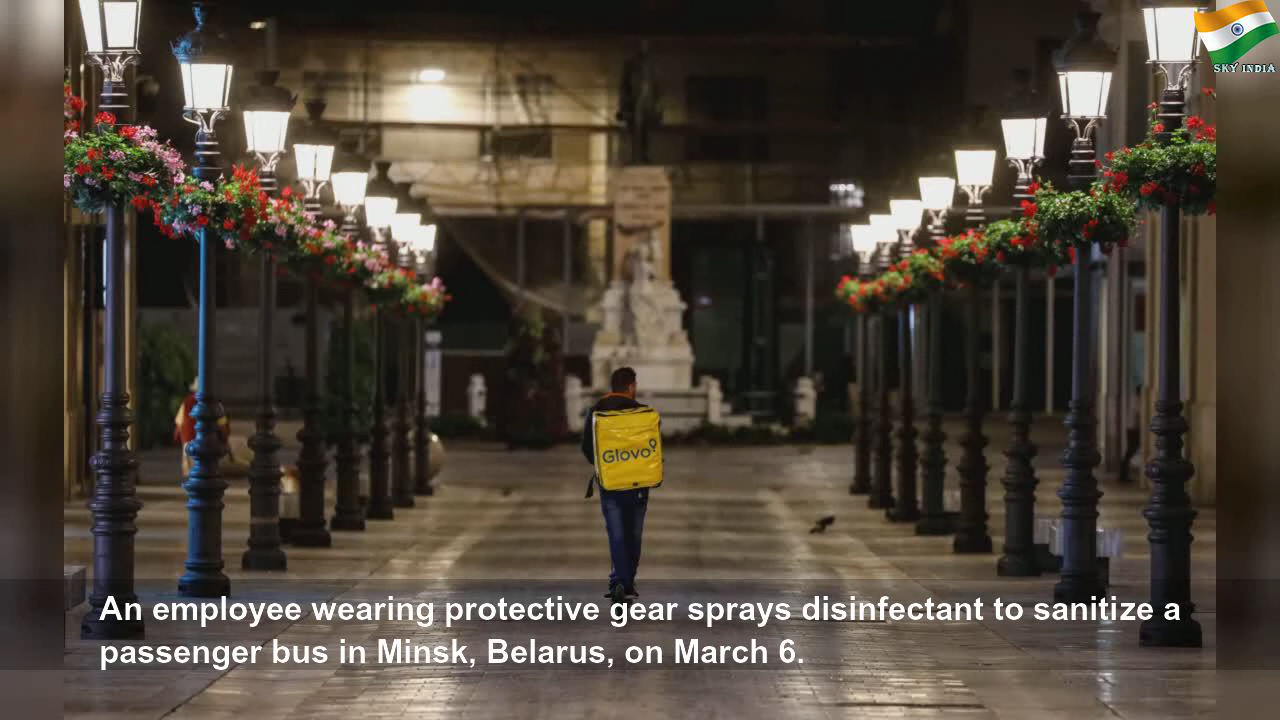 SKY INDIA
Glovo
An employee wearing protective gear sprays disinfectant to sanitize a
passenger bus in Minsk, Belarus, on March 6.